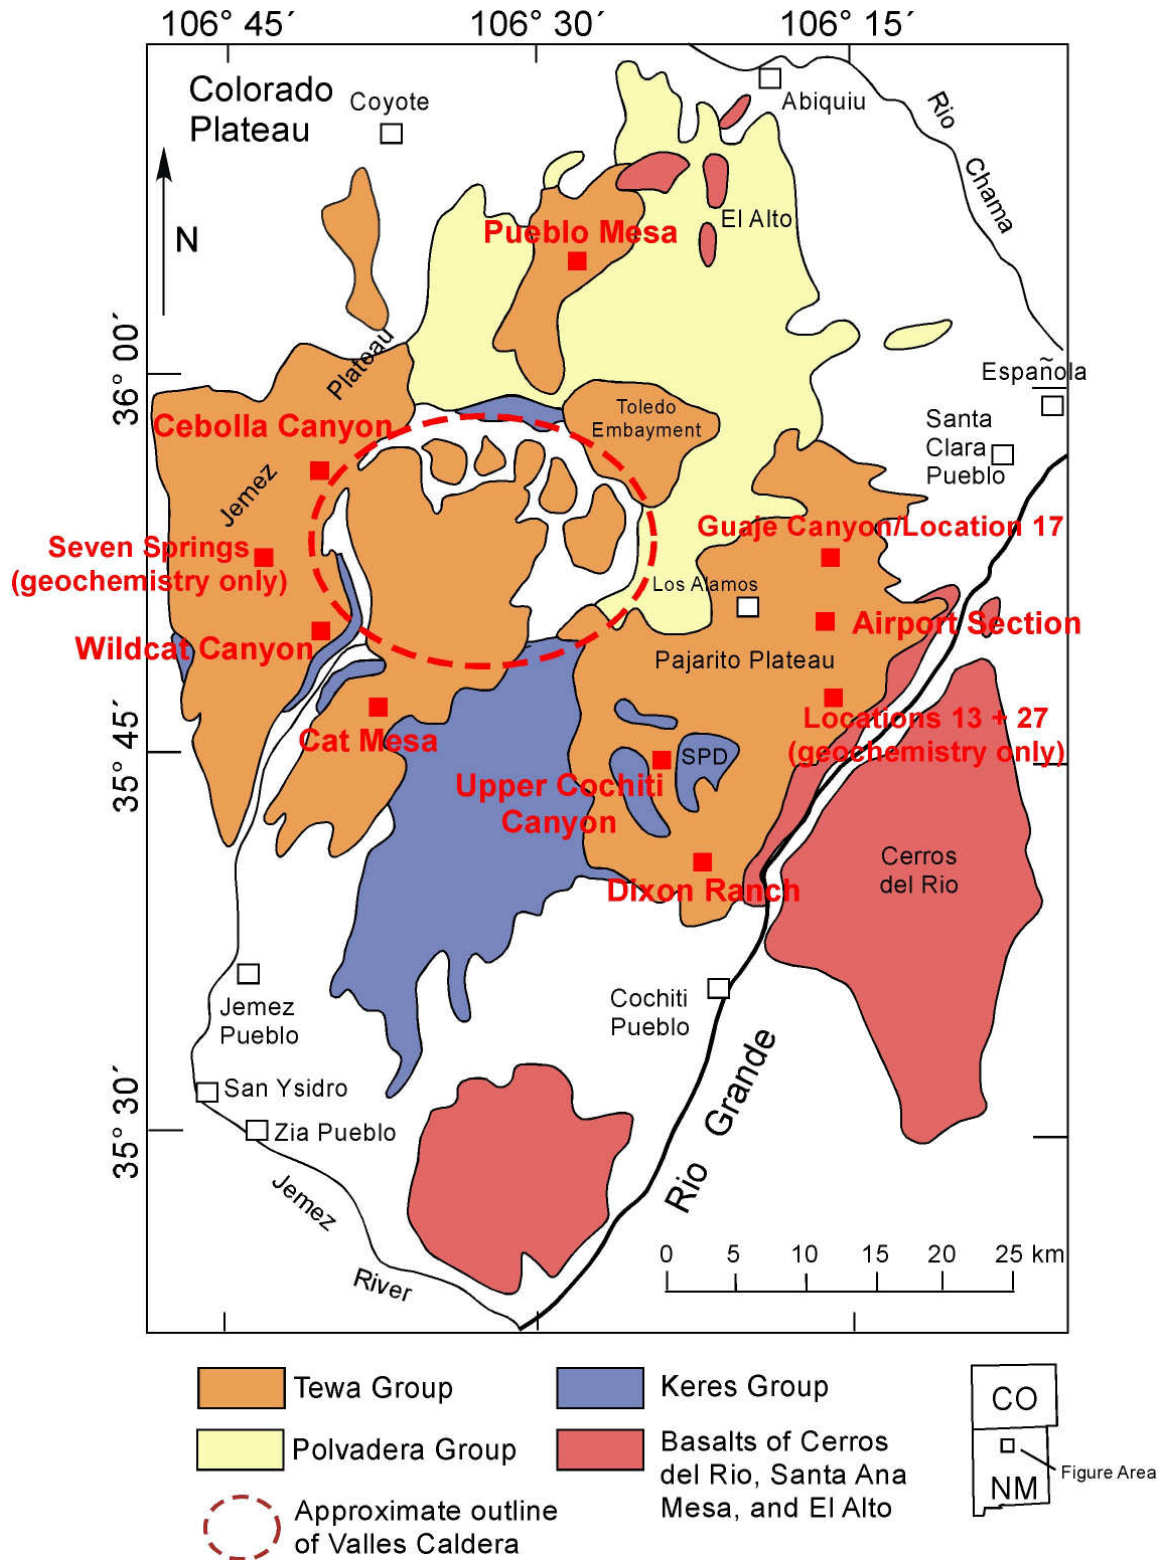 106° 45´
106° 30´
106° 15´
Colorado
Plateau
Coyote
Abiquiu
Rio
Chama
N
El Alto
Pueblo Mesa
36° 00´
Plateau
Española
Toledo
Embayment
Santa
Clara
Pueblo
Cebolla Canyon
Jemez
Guaje Canyon/Location 17
Seven Springs
(geochemistry only)
Los Alamos
Airport Section
Wildcat Canyon
Pajarito Plateau
Locations 13 + 27
(geochemistry only)
Cat Mesa
SPD
35° 45´
Upper Cochiti
Canyon
Cerros
del Rio
Dixon Ranch
Jemez
Pueblo
Cochiti
Pueblo
San Ysidro
35° 30´
Zia Pueblo
Rio Grande
Jemez
River
0 5 10 15 20 25 km
Tewa Group
Keres Group
Polvadera Group
Basalts of Cerros
del Rio, Santa Ana
Mesa, and El Alto
Approximate outline
of Valles Caldera
CO
NM
Figure Area